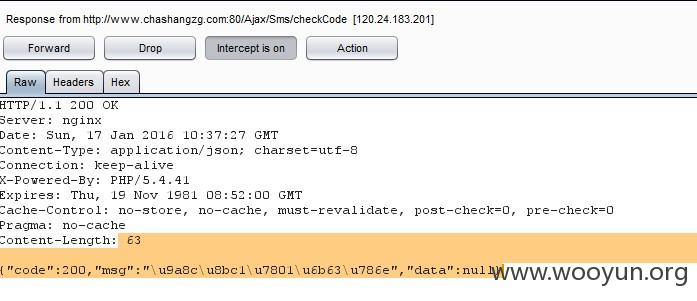 Response from http://www.chashangzg.com:80/Ajax/Sms/checkCode [120.24.183.201]
Forward Drop Intercept is on Action
Raw Headers Hex
HTTP/1.1 200 OK
Server: nginx
Date: Sun, 17 Jan 2016 10:37:27 GMT
Content-Type: application/json; charset=utf-8
Connection: keep-alive
X-Powered-By: PHP/5.4.41
Expires: Thu, 19 Nov 1981 08:52:00 GMT
Cache-Control: no-store, no-cache, must-revalidate, post-check=0, pre-check=0
Pragma: no-cache
Content-Length: 63
{"code":200,"msg":"\u9a8c\u8bc1\u7801\u6b63\u786e","data":null}
www.wooyun.org